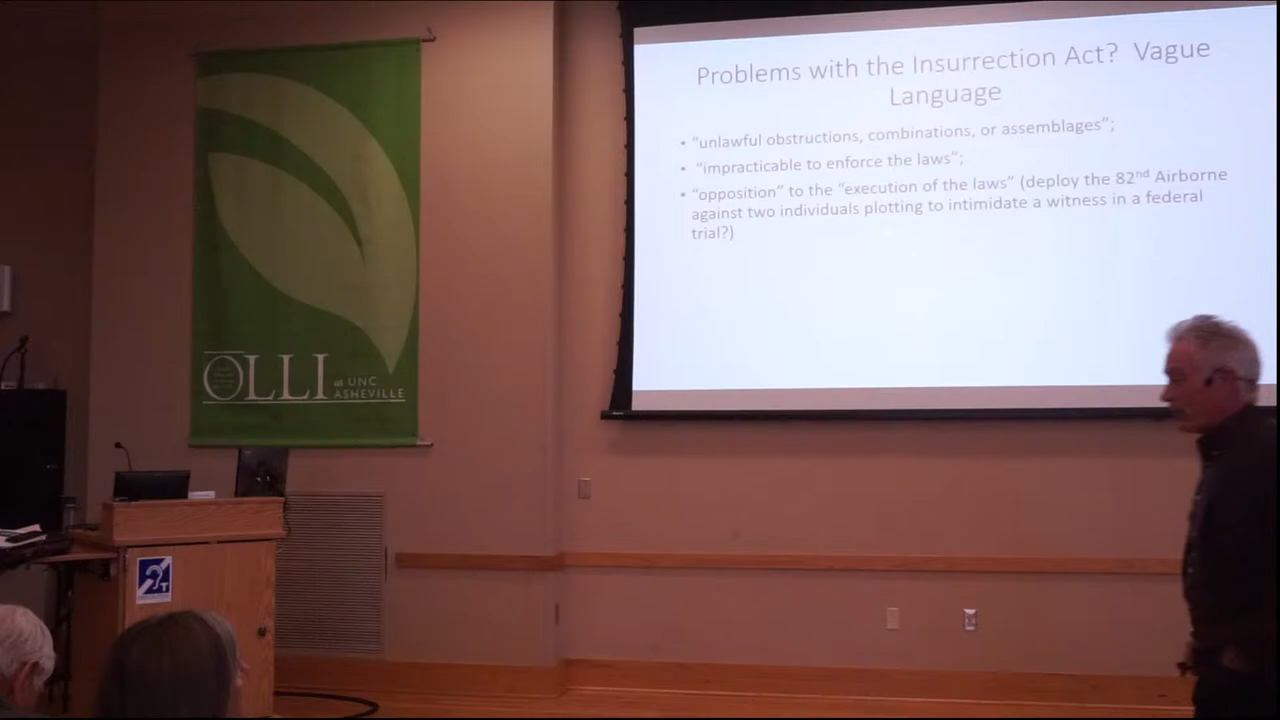 Problems with the Insurrection Act? Vague
Language
• "unlawful obstructions, combinations, or assemblages";
• "impracticable to enforce the laws";
• "opposition" to the "execution of the laws" (deploy the 82nd Airborne
against two individuals plotting to intimidate a witness in a federal
trial?)
OLLI at UNC
ASHEVILLE
T